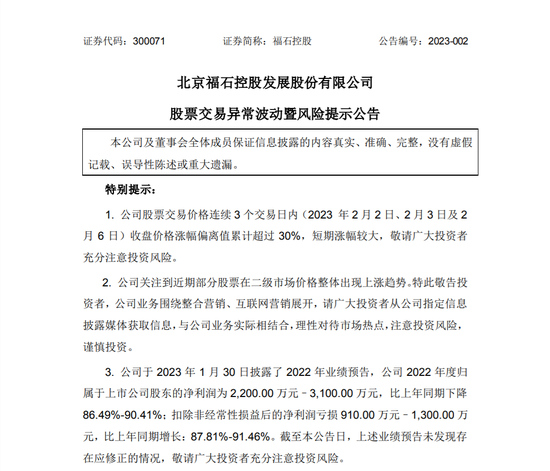 证券代码：300071 证券简称：福石控股 公告编号：2023-002
北京福石控股发展股份有限公司
股票交易异常波动暨风险提示公告
本公司及董事会全体成员保证信息披露的内容真实、准确、完整，没有虚假
记载、误导性陈述或重大遗漏。
特别提示：
1. 公司股票交易价格连续 3 个交易日内（2023 年 2 月 2 日、2 月 3 日及 2
月 6 日）收盘价格涨幅偏离值累计超过 30%，短期涨幅较大，敬请广大投资者
充分注意投资风险。
2. 公司关注到近期部分股票在二级市场价格整体出现上涨趋势。特此敬告投
资者，公司业务围绕整合营销、互联网营销展开，请广大投资者从公司指定信息
披露媒体获取信息，与公司业务实际相结合，理性对待市场热点，注意投资风险，
谨慎投资。
3. 公司于 2023 年 1 月 30 日披露了 2022 年业绩预告，公司 2022 年度归
属于上市公司股东的净利润为 2,200.00 万元–3,100.00 万元，比上年同期下降
86.49%-90.41%；扣除非经常性损益后的净利润亏损 910.00 万元–1,300.00 万
元，比上年同期增长：87.81%-91.46%。截至本公告日，上述业绩预告未发现存
在应修正的情况，敬请广大投资者充分注意投资风险。